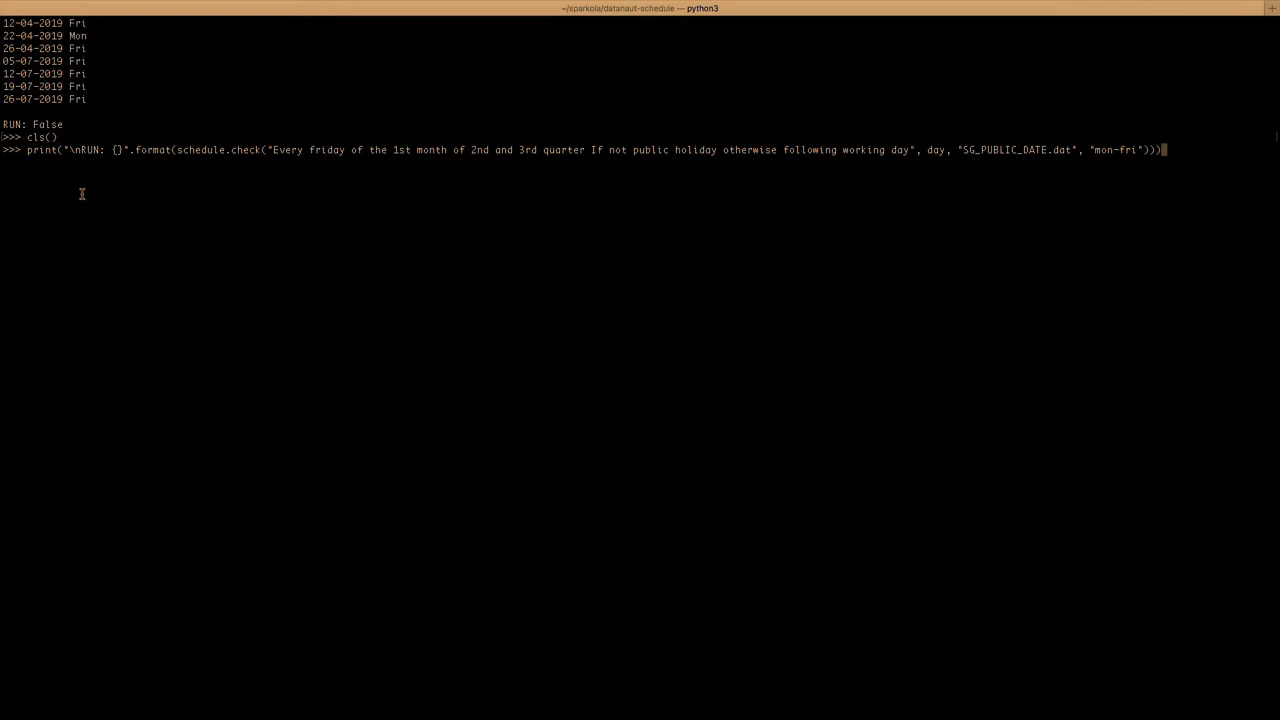 ~/sparkola/datanaut-schedule — python3
12-04-2019 Fri
22-04-2019 Mon
26-04-2019 Fri
05-07-2019 Fri
12-07-2019 Fri
19-07-2019 Fri
26-07-2019 Fri
RUN: False
>>> cls()
>>> print("\nRUN: {}".format(schedule.check("Every friday of the 1st month of 2nd and 3rd quarter If not public holiday otherwise following working day", day, "SG_PUBLIC_DATE.dat", "mon-fri")))